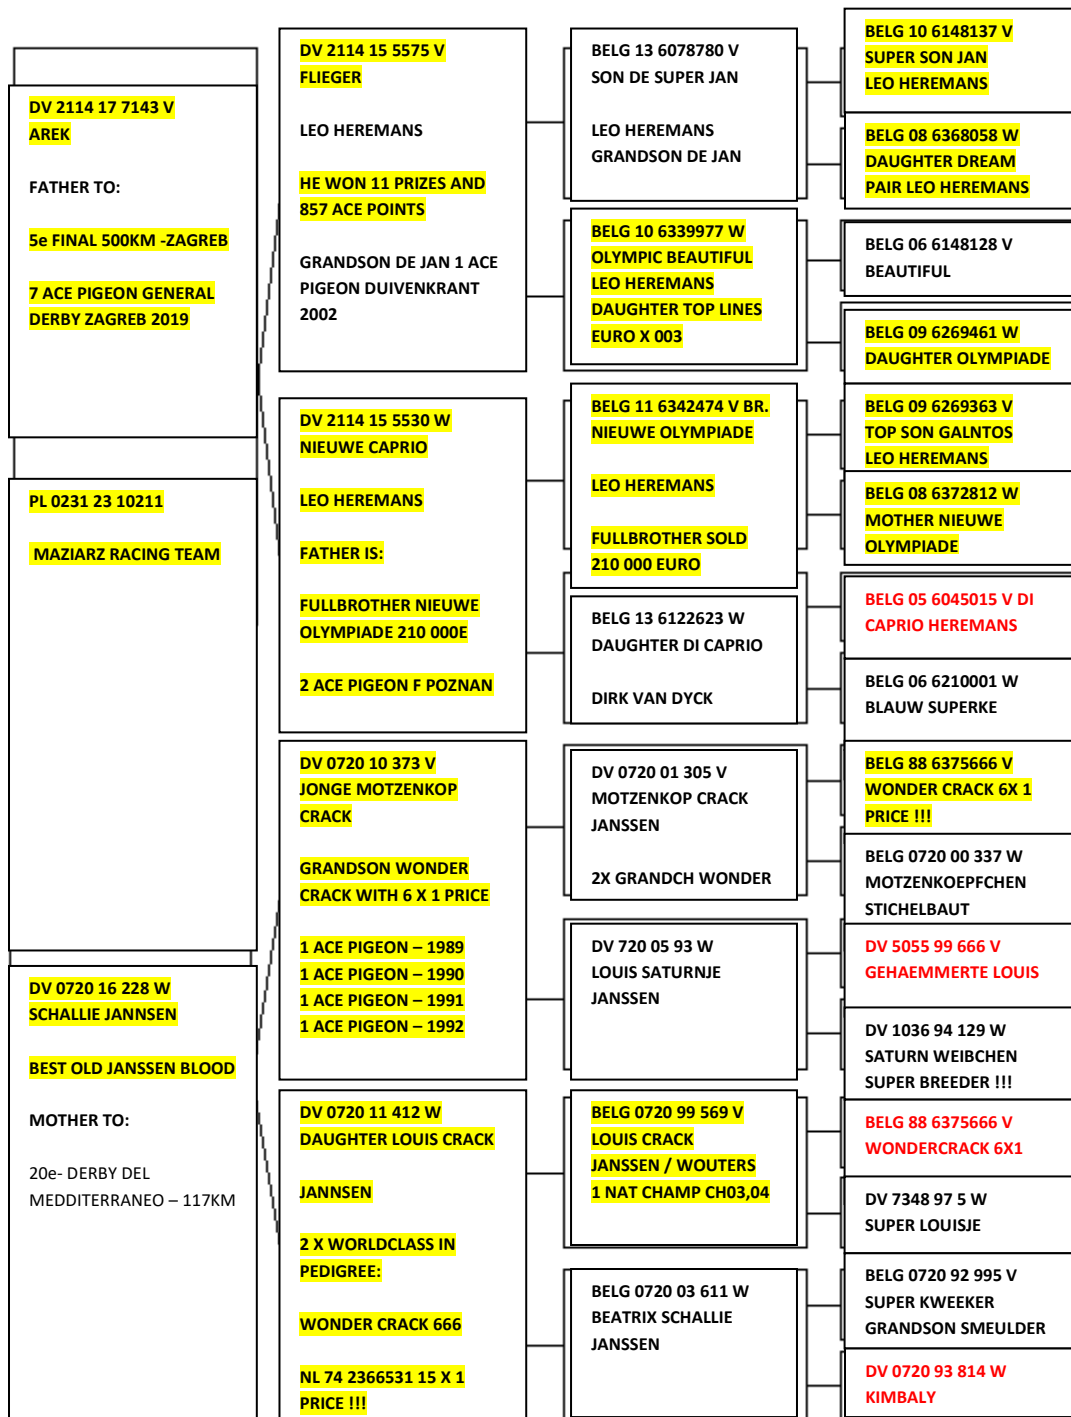 DV 2114 17 7143 V
AREK
FATHER TO:
5e FINAL 500KM -ZAGREB
7 ACE PIGEON GENERAL
DERBY ZAGREB 2019
PL 0231 23 10211
MAZIARZ RACING TEAM
DV 0720 16 228 W
SCHALLIE JANNSEN
BEST OLD JANSSEN BLOOD
MOTHER TO:
20e- DERBY DEL
MEDDITERRANEO – 117KM
DV 2114 15 5575 V
FLIEGER
LEO HEREMANS
HE WON 11 PRIZES AND
857 ACE POINTS
GRANDSON DE JAN 1 ACE
PIGEON DUIVENKRANT
2002
DV 2114 15 5530 W
NIEUWE CAPRIO
LEO HEREMANS
FATHER IS:
FULLBROTHER NIEUWE
OLYMPIADE 210 000E
2 ACE PIGEON F POZNAN
DV 0720 10 373 V
JONGE MOTZENKOP
CRACK
GRANDSON WONDER
CRACK WITH 6 X 1 PRICE
1 ACE PIGEON – 1989
1 ACE PIGEON – 1990
1 ACE PIGEON – 1991
1 ACE PIGEON – 1992
DV 0720 11 412 W
DAUGHTER LOUIS CRACK
JANNSEN
2 X WORLDCLASS IN
PEDIGREE:
WONDER CRACK 666
NL 74 2366531 15 X 1
PRICE !!!
BELG 13 6078780 V
SON DE SUPER JAN
LEO HEREMANS
GRANDSON DE JAN
BELG 10 6339977 W
OLYMPIC BEAUTIFUL
LEO HEREMANS
DAUGHTER TOP LINES
EURO X 003
BELG 11 6342474 V BR.
NIEUWE OLYMPIADE
LEO HEREMANS
FULLBROTHER SOLD
210 000 EURO
BELG 13 6122623 W
DAUGHTER DI CAPRIO
DIRK VAN DYCK
DV 0720 01 305 V
MOTZENKOP CRACK
JANSSEN
2X GRANDCH WONDER
DV 720 05 93 W
LOUIS SATURNJE
JANSSEN
BELG 0720 99 569 V
LOUIS CRACK
JANSSEN / WOUTERS
1 NAT CHAMP CH03,04
BELG 0720 03 611 W
BEATRIX SCHALLIE
JANSSEN
BELG 10 6148137 V
SUPER SON JAN
LEO HEREMANS
BELG 08 6368058 W
DAUGHTER DREAM
PAIR LEO HEREMANS
BELG 06 6148128 V
BEAUTIFUL
BELG 09 6269461 W
DAUGHTER OLYMPIADE
BELG 09 6269363 V
TOP SON GALNTOS
LEO HEREMANS
BELG 08 6372812 W
MOTHER NIEUWE
OLYMPIADE
BELG 05 6045015 V DI
CAPRIO HEREMANS
BELG 06 6210001 W
BLAUW SUPERKE
BELG 88 6375666 V
WONDER CRACK 6X 1
PRICE !!!
BELG 0720 00 337 W
MOTZENKOEPFCHEN
STICHELBAUT
DV 5055 99 666 V
GEHAEMMERTE LOUIS
DV 1036 94 129 W
SATURN WEIBCHEN
SUPER BREEDER !!!
BELG 88 6375666 V
WONDERCRACK 6X1
DV 7348 97 5 W
SUPER LOUISJE
BELG 0720 92 995 V
SUPER KWEEKER
GRANDSON SMEULDER
DV 0720 93 814 W
KIMBALY